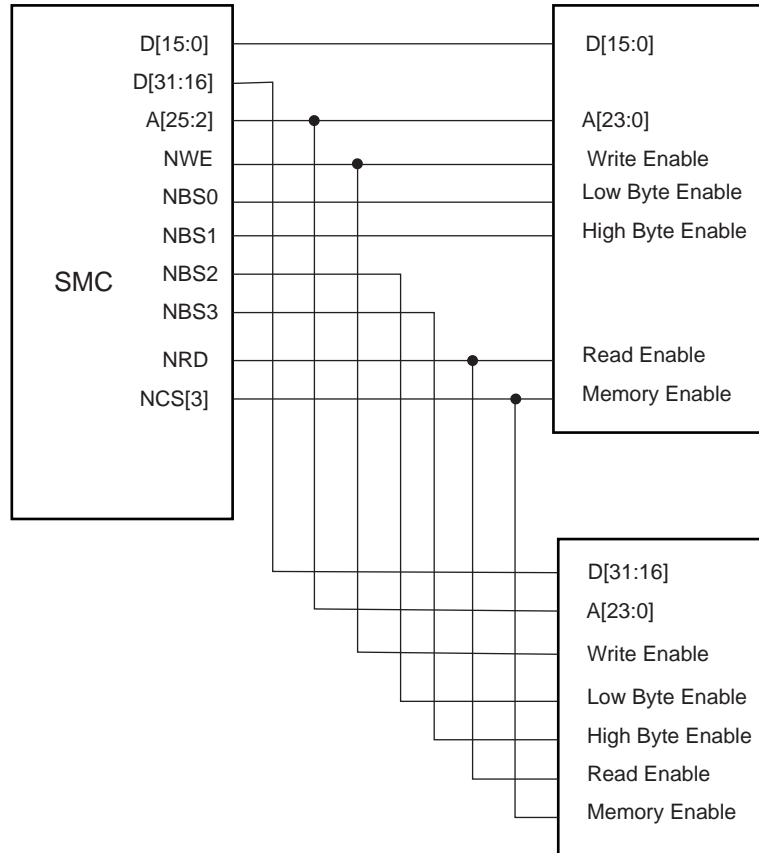 D[15:0]
D[31:16]
A[25:2]
NWE
NBS0
NBS1
NBS2
NBS3
NRD
NCS[3]
SMC
D[15:0]
A[23:0]
Write Enable
Low Byte Enable
High Byte Enable
Read Enable
Memory Enable
D[31:16]
A[23:0]
Write Enable
Low Byte Enable
High Byte Enable
Read Enable
Memory Enable